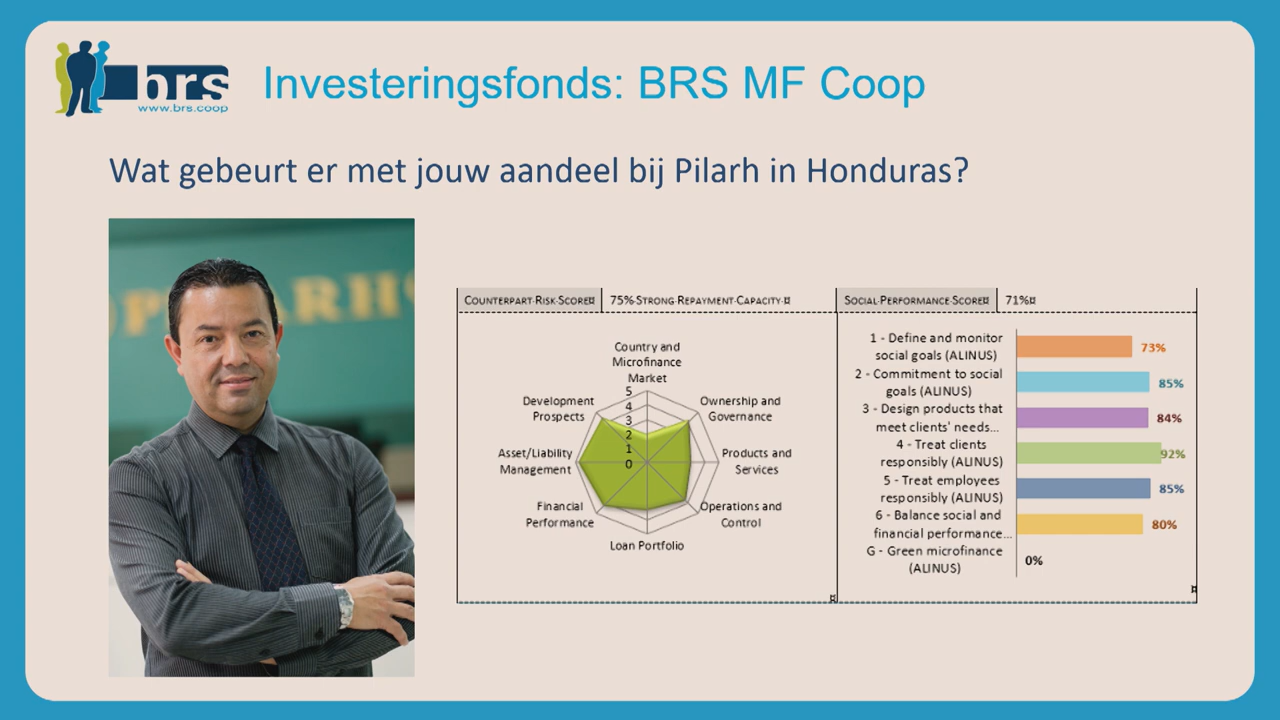 brs
www.brs.coop
Investeringsfonds: BRS MF Coop
Wat gebeurt er met jouw aandeel bij Pilarh in Honduras?
COUNTERPART·RISK·SCORE¤
75%·STRONG·REPAYMENT·CAPACITY·¤
SOCIAL·PERFORMANCE·SCORE¤
71%¤
Country and
Microfinance
Market
5
4
3
2
1
0
Ownership and
Governance
Products and
Services
Operations and
Control
Loan Portfolio
Financial
Performance
Asset/Liability
Management
Development
Prospects
¤
1 - Define and monitor
social goals (ALINUS)
73%
2 - Commitment to social
goals (ALINUS)
85%
3 - Design products that
meet clients' needs...
84%
4 - Treat clients
responsibly (ALINUS)
92%
5 - Treat employees
responsibly (ALINUS)
85%
6 - Balance social and
financial performance...
80%
G - Green microfinance
(ALINUS)
0%
¤